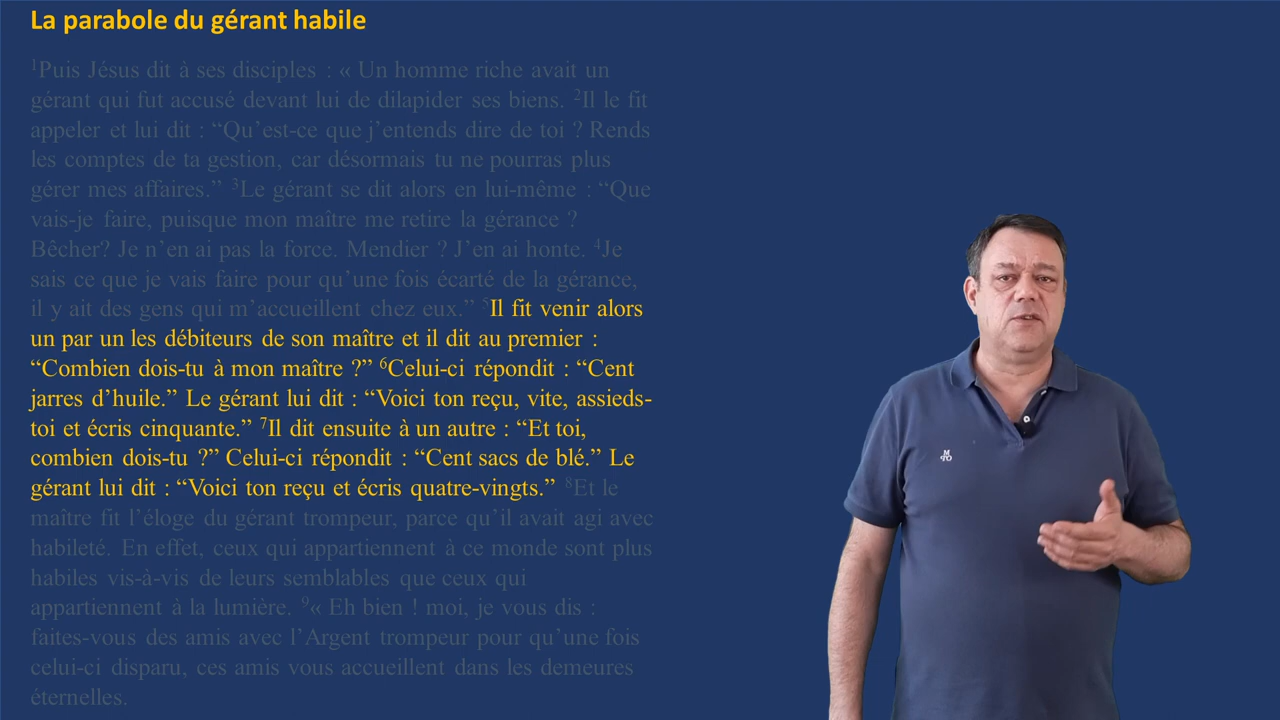 La parabole du gérant habile
¹Puis Jésus dit à ses disciples : « Un homme riche avait un
gérant qui fut accusé devant lui de dilapider ses biens. ²Il le fit
appeler et lui dit : “Qu’est-ce que j’entends dire de toi ? Rends
les comptes de ta gestion, car désormais tu ne pourras plus
gérer mes affaires.” ³Le gérant se dit alors en lui-même : “Que
vais-je faire, puisque mon maître me retire la gérance ?
Bêcher? Je n’en ai pas la force. Mendier ? J’en ai honte. ⁴Je
sais ce que je vais faire pour qu’une fois écarté de la gérance,
il y ait des gens qui m’accueillent chez eux.” ⁵Il fit venir alors
un par un les débiteurs de son maître et il dit au premier :
“Combien dois-tu à mon maître ?” ⁶Celui-ci répondit : “Cent
jarres d’huile.” Le gérant lui dit : “Voici ton reçu, vite, assieds-
toi et écris cinquante.” ⁷Il dit ensuite à un autre : “Et toi,
combien dois-tu ?” Celui-ci répondit : “Cent sacs de blé.” Le
gérant lui dit : “Voici ton reçu et écris quatre-vingts.” ⁸Et le
maître fit l’éloge du gérant trompeur, parce qu’il avait agi avec
habileté. En effet, ceux qui appartiennent à ce monde sont plus
habiles vis-à-vis de leurs semblables que ceux qui
appartiennent à la lumière. ⁹« Eh bien ! moi, je vous dis :
faites-vous des amis avec l’Argent trompeur pour qu’une fois
celui-ci disparu, ces amis vous accueillent dans les demeures
éternelles.